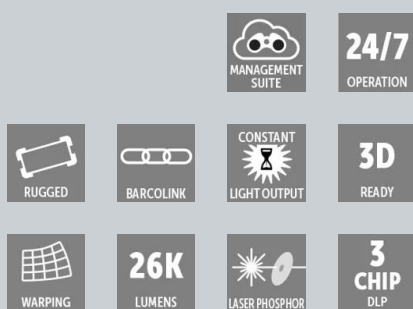 MANAGEMENT
SUITE
24/7
OPERATION
RUGGED
BARCOLINK
CONSTANT
LIGHT OUTPUT
3D
READY
WARPING
26K
LUMENS
LASER PHOSPHOR
3
CHIP
DLP